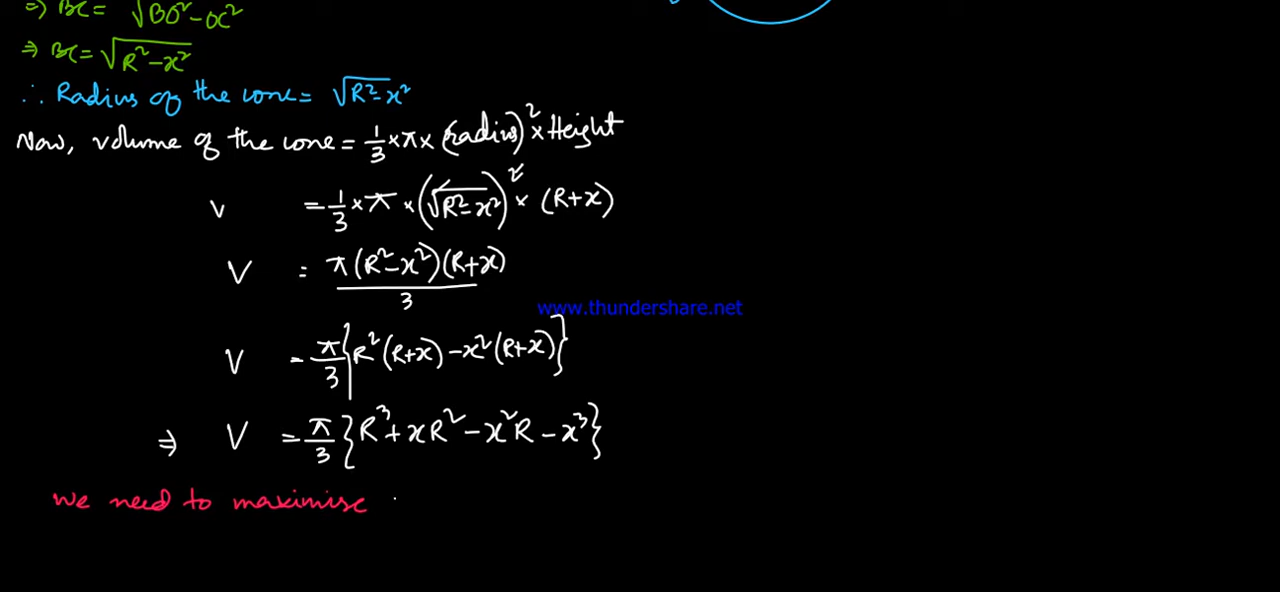 ⇒ BC = √BO² - OC²
⇒ BC = √R² - x²
∴ Radius of the cone = √R² - x²
Now, volume of the cone = 1/3 × π × (radius)² × Height
V = 1/3 × π × (√R² - x²)² × (R+x)
V = π(R² - x²)(R+x)/3
www.thundershare.net
V = π/3 {R²(R+x) - x²(R+x)}
⇒ V = π/3 {R³ + xR² - x²R - x³}
We need to maximise